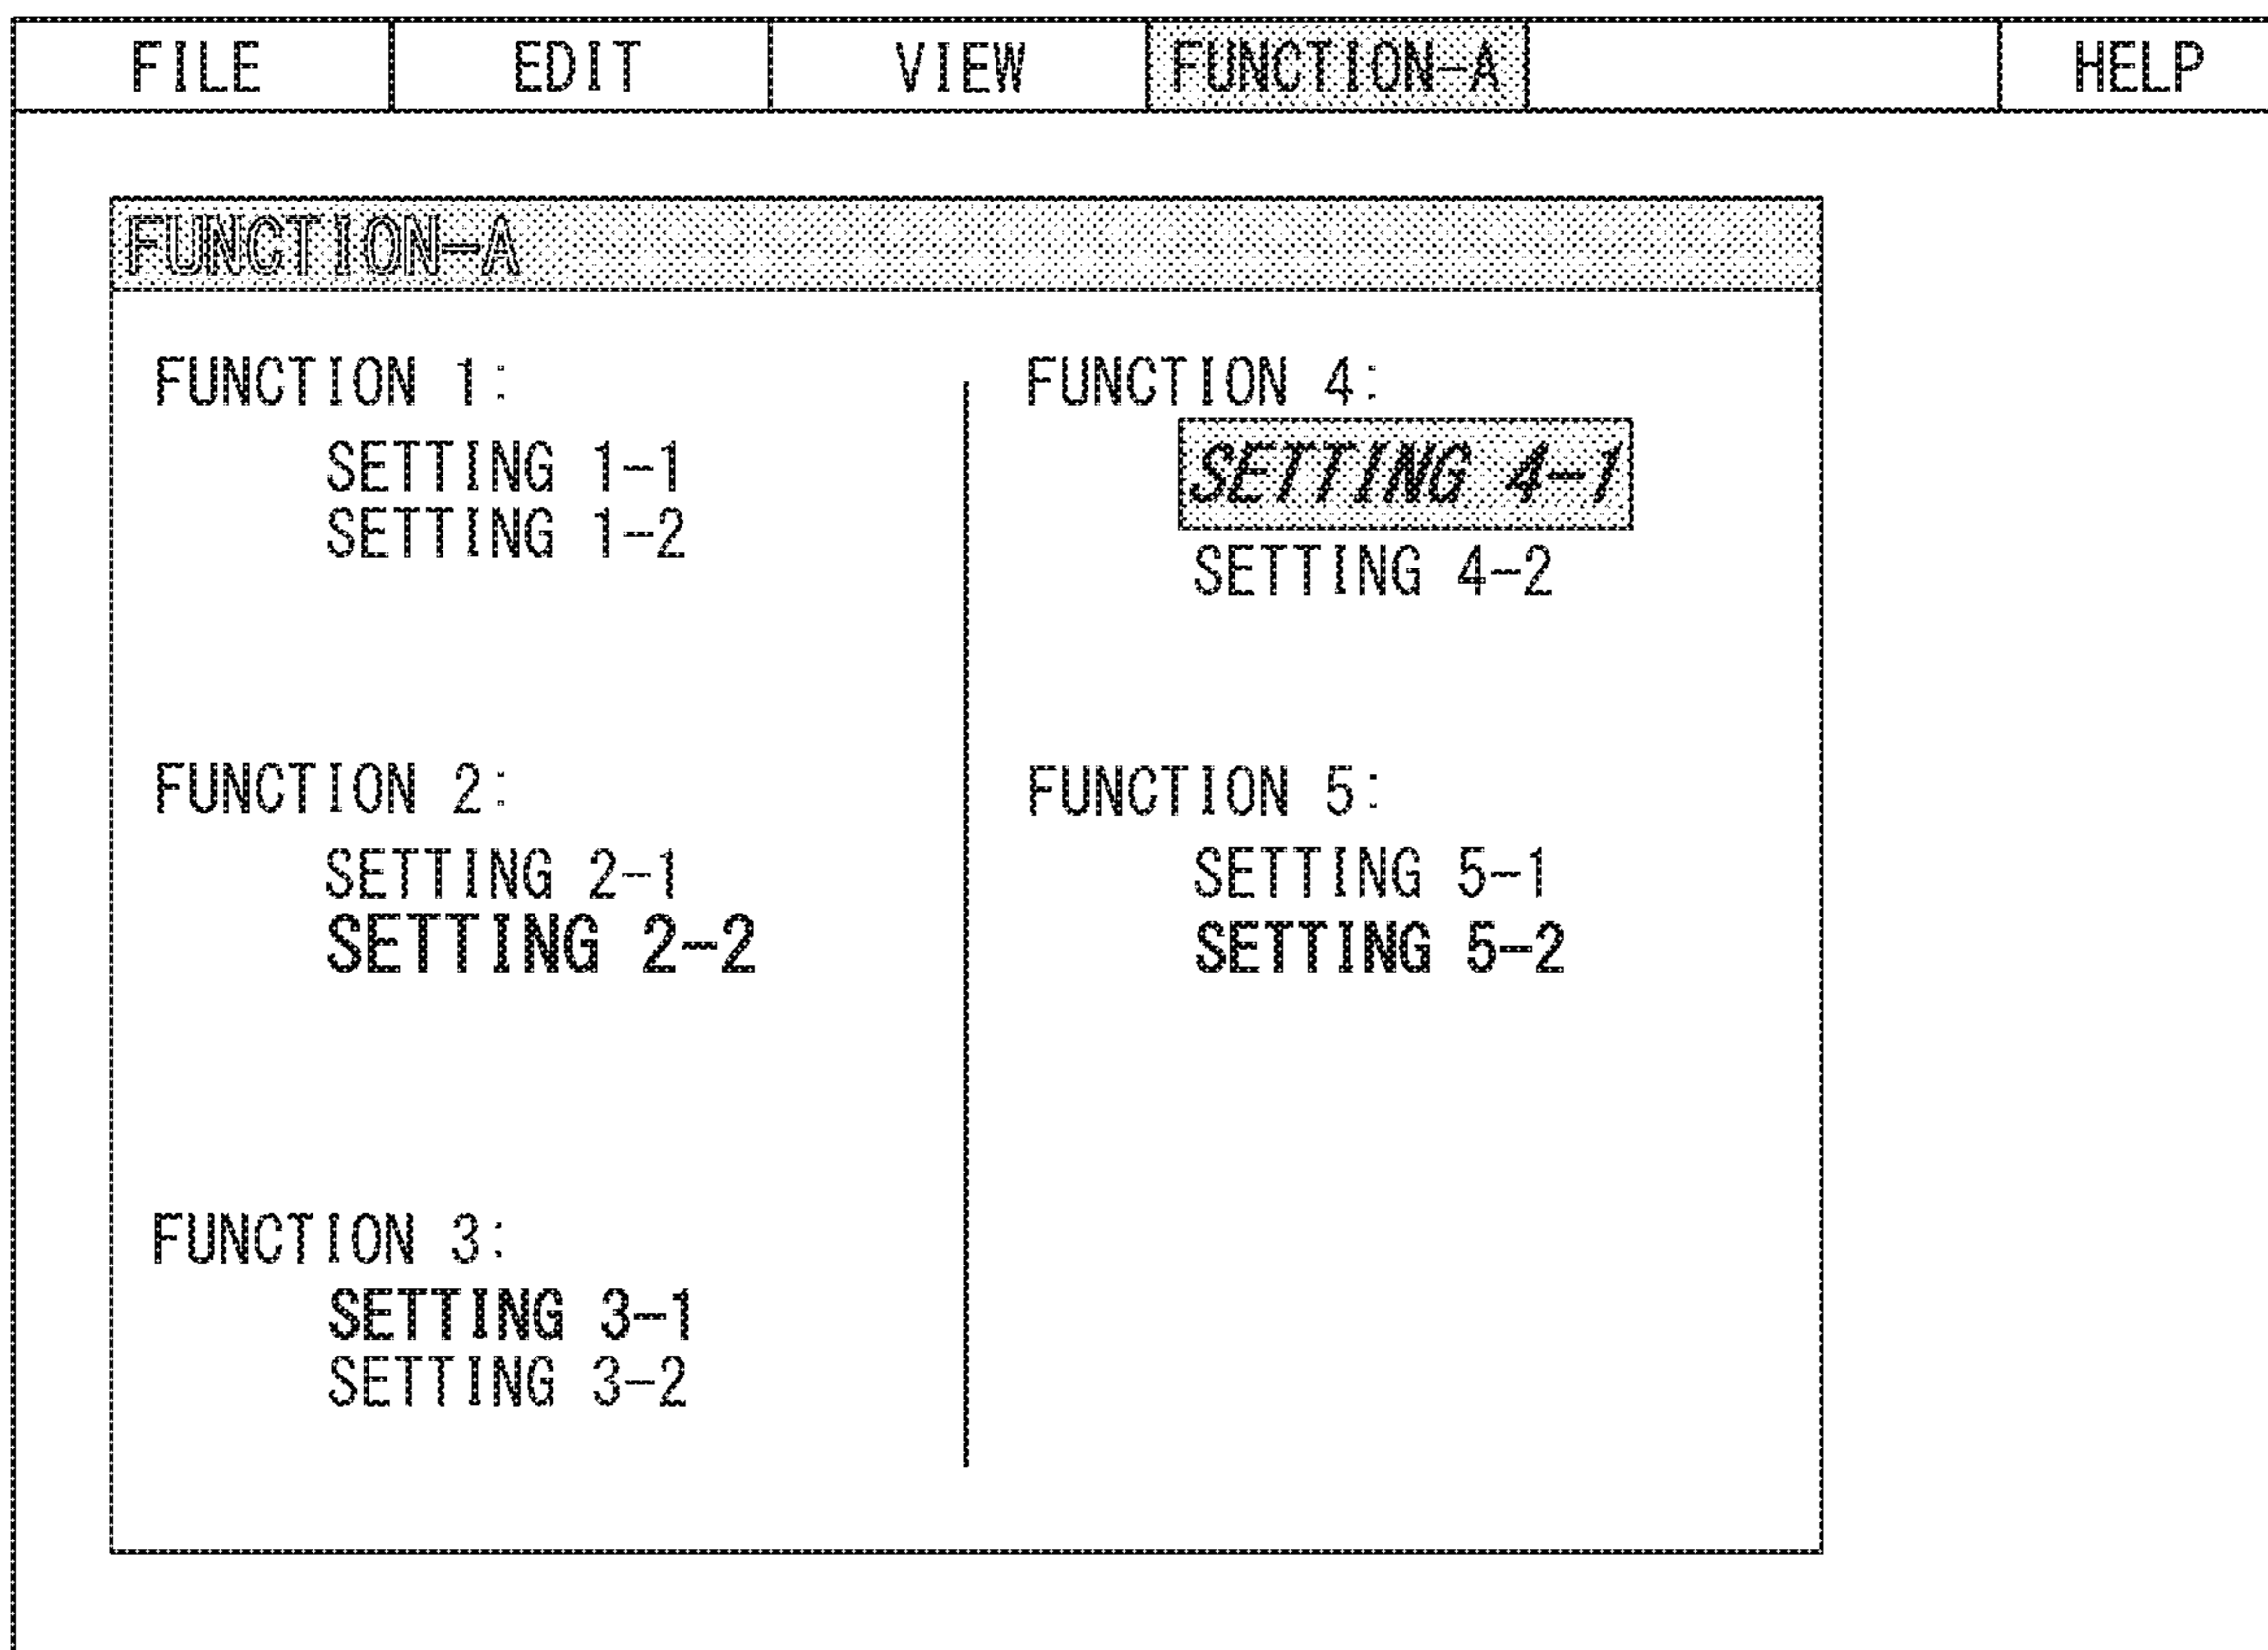 FILE EDIT VIEW FUNCTION-A HELP
FUNCTION-A
FUNCTION 1:
SETTING 1-1
SETTING 1-2
FUNCTION 2:
SETTING 2-1
SETTING 2-2
FUNCTION 3:
SETTING 3-1
SETTING 3-2
FUNCTION 4:
SETTING 4-1
SETTING 4-2
FUNCTION 5:
SETTING 5-1
SETTING 5-2